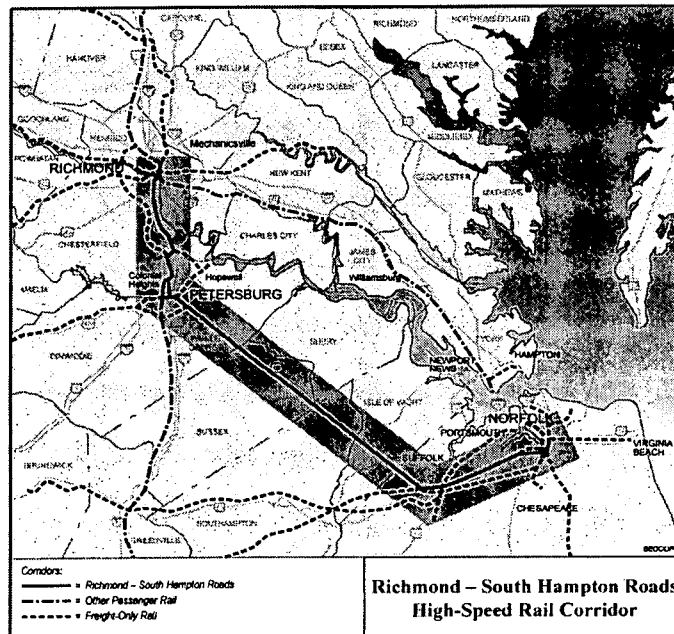 CAROLINE
RICHMOND
NORTHUMBERLAND
ESSEX
HANOVER
KING WILLIAM
LANCASTER
KING AND QUEEN
GOOCHLAND
MIDDLESEX
HENRICO
Mechanicsville
POWHATAN
RICHMOND
NEW KENT
GLOUCESTER
MATHEWS
CHESTERFIELD
CHARLES CITY
JAMES
CITY
Colonial
Heights
Hopewell
Williamsburg
AMELIA
PETERSBURG
YORK
SURRY
HAMPTON
DINWIDDIE
NEWPORT
NEWS
ISLE OF WIGHT
NORFOLK
SUSSEX
PORTSMOUTH
VIRGINIA
BEACH
SUFFOLK
BRUNSWICK
SOUTHAMPTON
CHESAPEAKE
GREENSVILLE
Corridors:
= Richmond – South Hampton Roads
= Other Passenger Rail
= Freight-Only Rail
Richmond – South Hampton Roads
High-Speed Rail Corridor